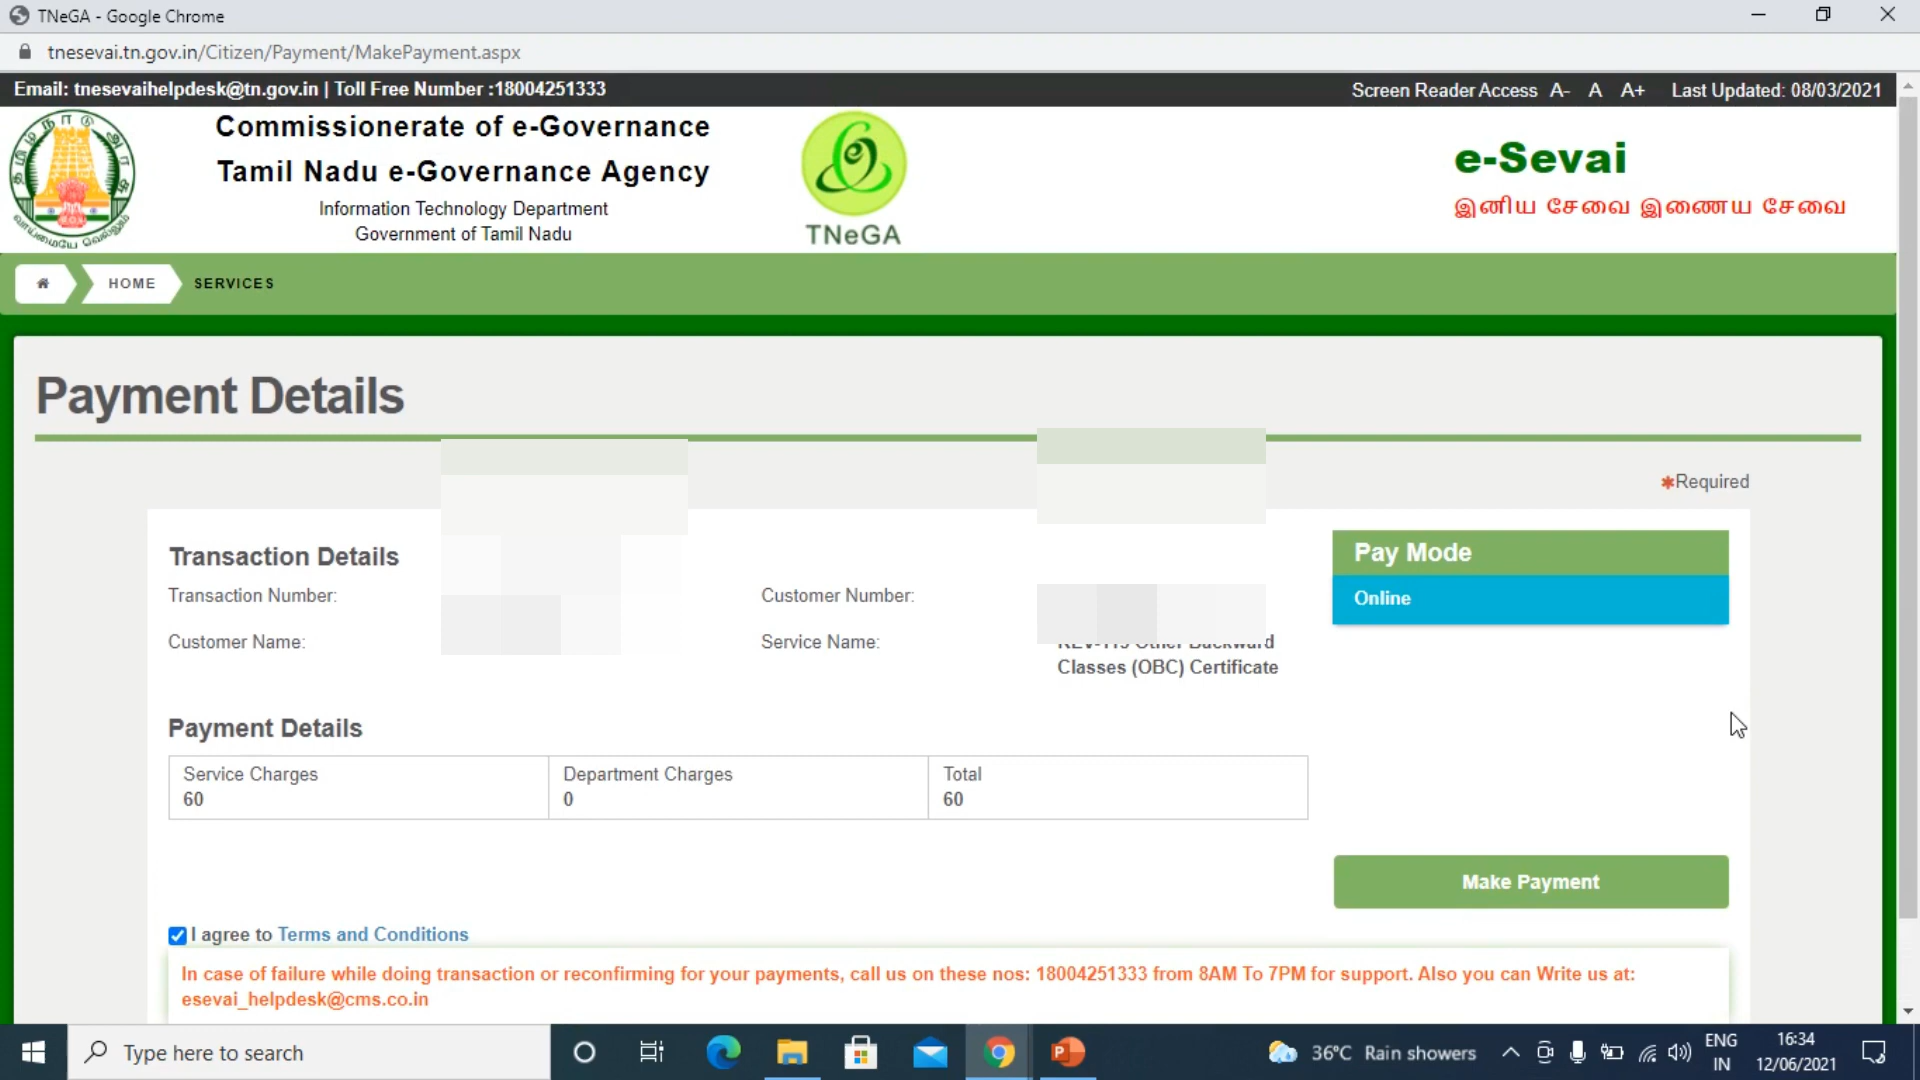 TNeGA - Google Chrome
tnesevai.tn.gov.in/Citizen/Payment/MakePayment.aspx
Email: tnesevaihelpdesk@tn.gov.in | Toll Free Number :18004251333
Screen Reader Access A- A A+ Last Updated: 08/03/2021
Commissionerate of e-Governance
Tamil Nadu e-Governance Agency
Information Technology Department
Government of Tamil Nadu
TNeGA
e-Sevai
இனிய சேவை இணைய சேவை
HOME SERVICES
Payment Details
*Required
Transaction Details
Transaction Number:
Customer Number:
Customer Name:
Service Name:
Other Backward
Classes (OBC) Certificate
Pay Mode
Online
Payment Details
Service Charges Department Charges Total
60 0 60
Make Payment
I agree to Terms and Conditions
In case of failure while doing transaction or reconfirming for your payments, call us on these nos: 18004251333 from 8AM To 7PM for support. Also you can Write us at:
esevai_helpdesk@cms.co.in
Type here to search
36°C Rain showers
ENG
IN
16:34
12/06/2021